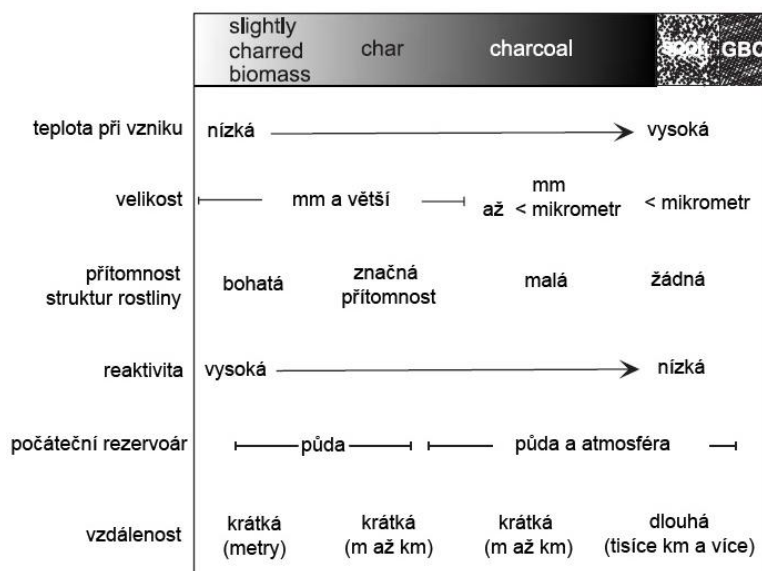 slightly
charred
biomass
char
charcoal
soot
GBC
teplota při vzniku
nízká
vysoká
velikost
mm a větší
mm
až < mikrometr
< mikrometr
přítomnost
struktur rostliny
bohatá
značná
přítomnost
malá
žádná
reaktivita
vysoká
nízká
počáteční rezervoár
půda
půda a atmosféra
vzdálenost
krátká
(metry)
krátká
(m až km)
krátká
(m až km)
dlouhá
(tisíce km a více)